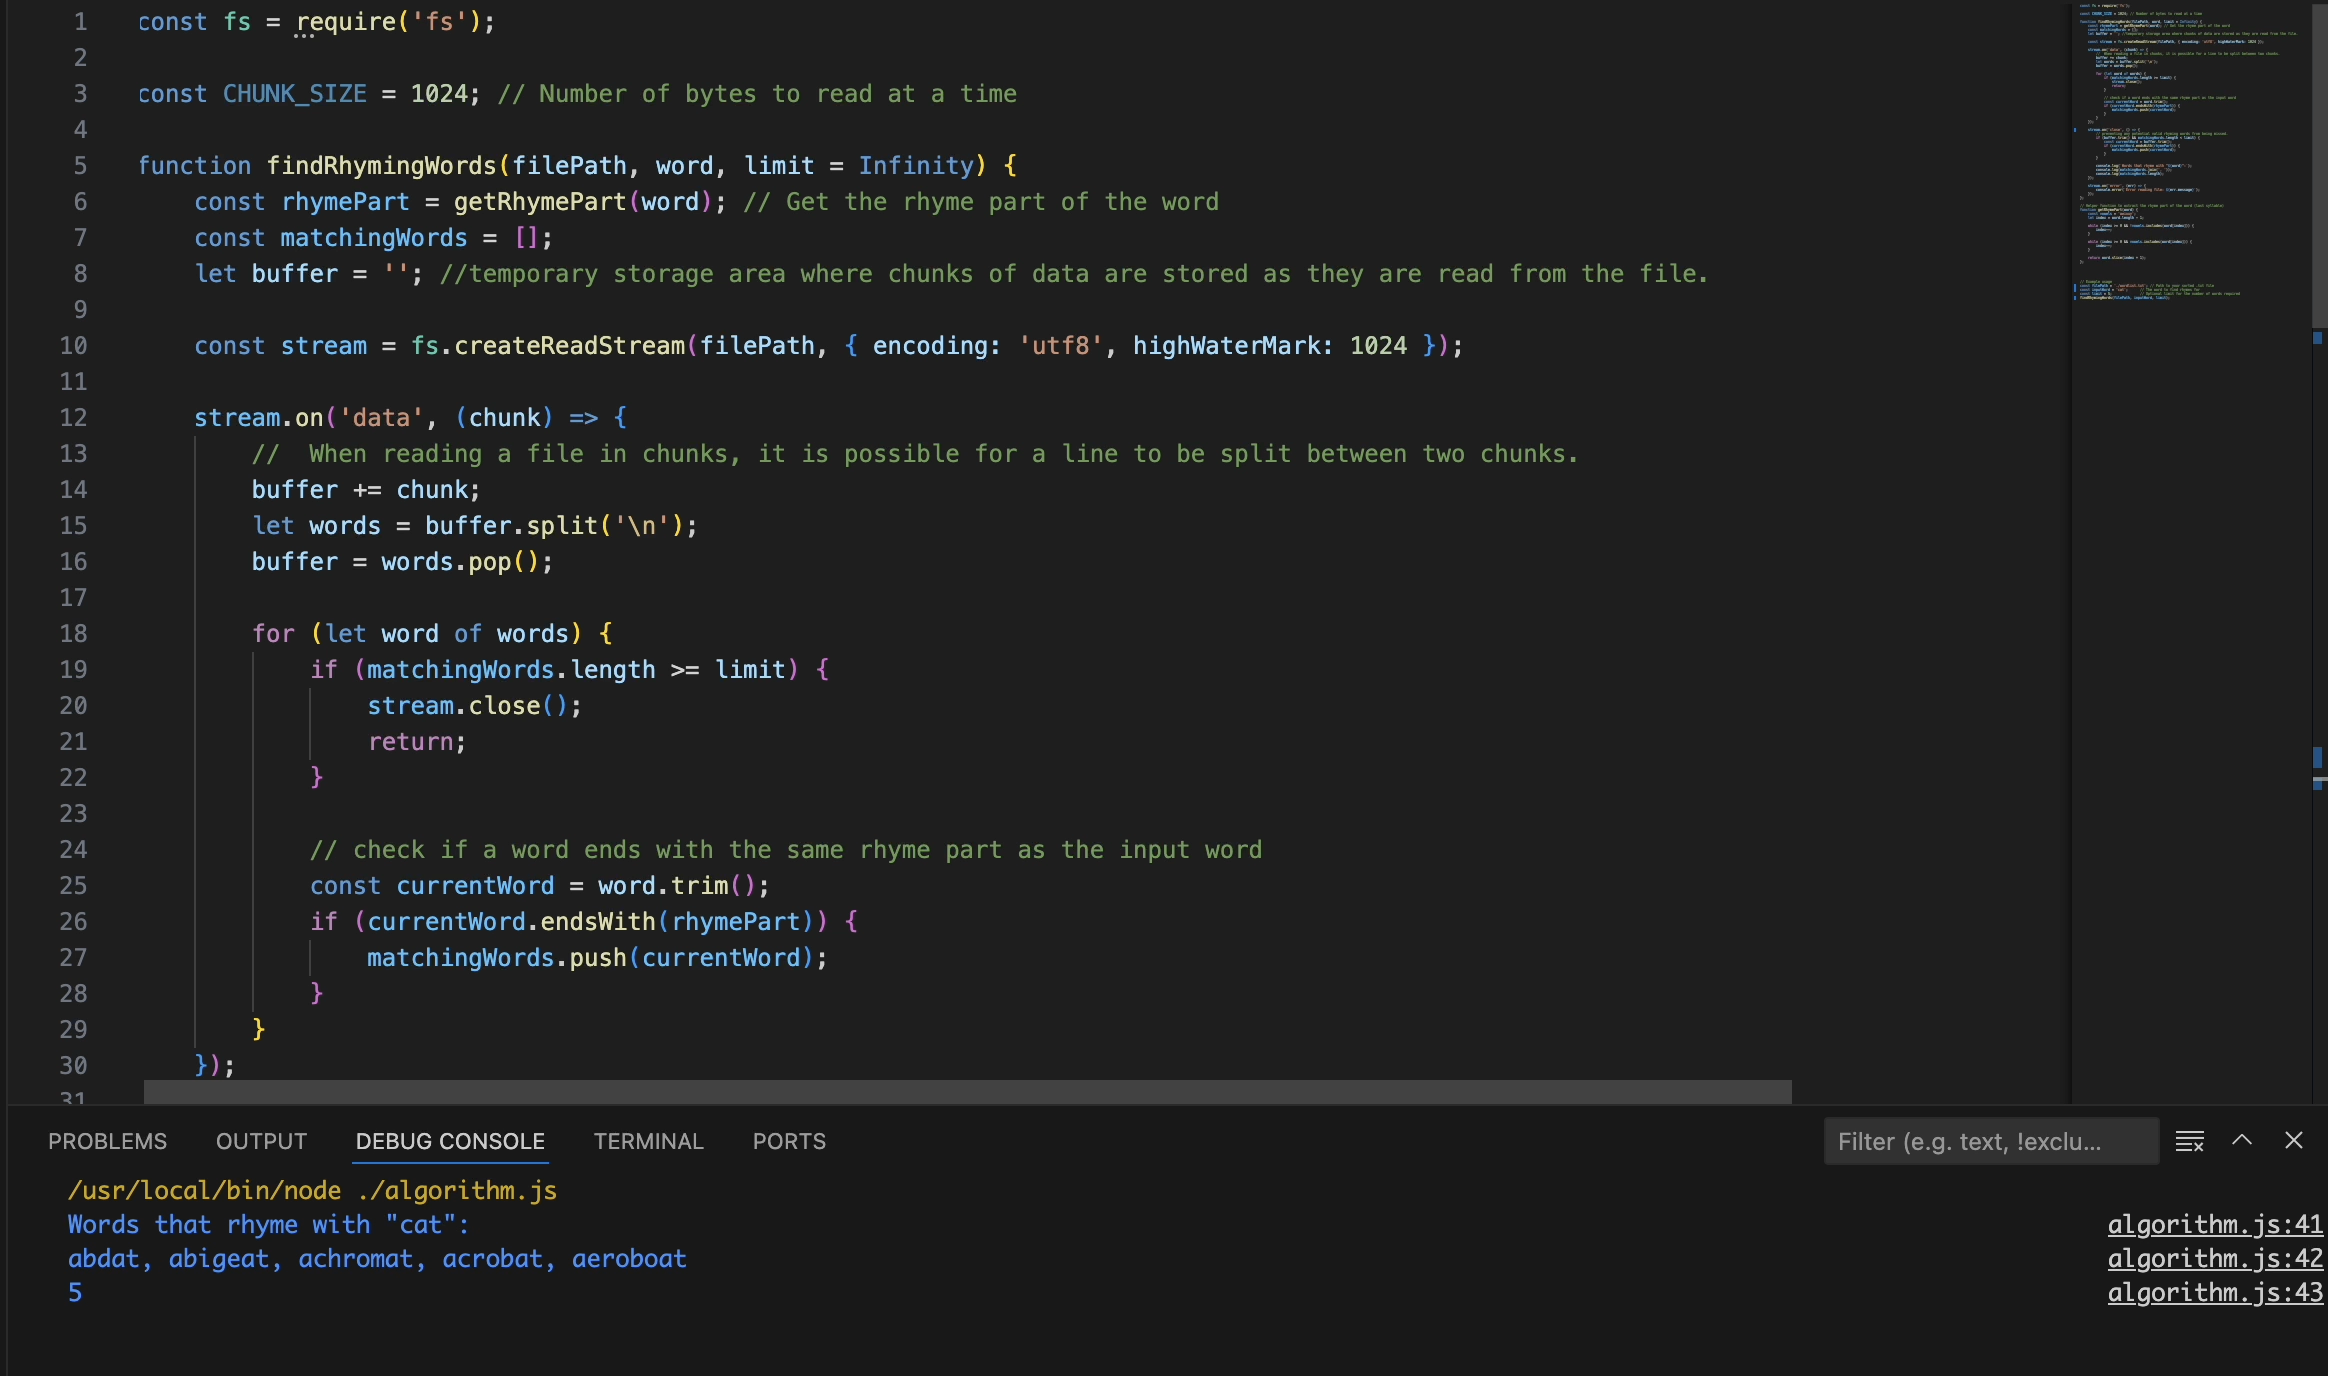 1 const fs = require('fs');
2
3 const CHUNK_SIZE = 1024; // Number of bytes to read at a time
4
5 function findRhymingWords(filePath, word, limit = Infinity) {
6 const rhymePart = getRhymePart(word); // Get the rhyme part of the word
7 const matchingWords = [];
8 let buffer = ''; //temporary storage area where chunks of data are stored as they are read from the file.
9
10 const stream = fs.createReadStream(filePath, { encoding: 'utf8', highWaterMark: 1024 });
11
12 stream.on('data', (chunk) => {
13 //  When reading a file in chunks, it is possible for a line to be split between two chunks.
14 buffer += chunk;
15 let words = buffer.split('\n');
16 buffer = words.pop();
17
18 for (let word of words) {
19 if (matchingWords.length >= limit) {
20 stream.close();
21 return;
22 }
23
24 // check if a word ends with the same rhyme part as the input word
25 const currentWord = word.trim();
26 if (currentWord.endsWith(rhymePart)) {
27 matchingWords.push(currentWord);
28 }
29 }
30 });
31
PROBLEMS OUTPUT DEBUG CONSOLE TERMINAL PORTS Filter (e.g. text, !exclu...
/usr/local/bin/node ./algorithm.js
Words that rhyme with "cat": algorithm.js:41
abdat, abigeat, achromat, acrobat, aeroboat algorithm.js:42
5 algorithm.js:43